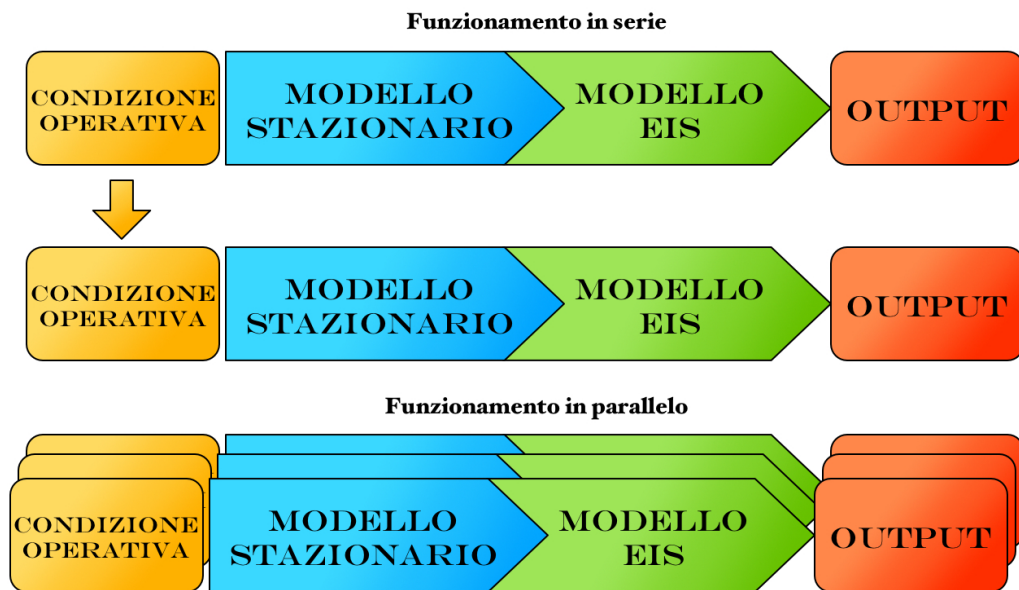 Funzionamento in serie
CONDIZIONE
OPERATIVA
MODELLO
STAZIONARIO
MODELLO
EIS
OUTPUT
CONDIZIONE
OPERATIVA
MODELLO
STAZIONARIO
MODELLO
EIS
OUTPUT
Funzionamento in parallelo
CONDIZIONE
OPERATIVA
MODELLO
STAZIONARIO
MODELLO
EIS
OUTPUT